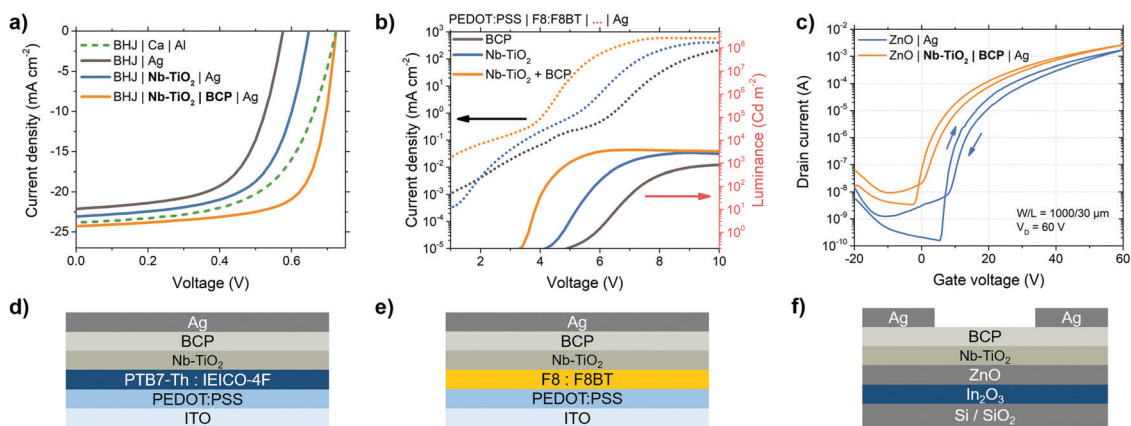 a)
Current density (mA cm⁻²)
0
-5
-10
-15
-20
-25
BHJ | Ca | Al
BHJ | Ag
BHJ | Nb-TiO₂ | Ag
BHJ | Nb-TiO₂ | BCP | Ag
0.0
0.2
0.4
0.6
Voltage (V)
b)
PEDOT:PSS | F8:F8BT | ... | Ag
Current density (mA cm⁻²)
10⁵
10⁴
10³
10²
10¹
10⁰
10⁻¹
10⁻²
10⁻³
10⁻⁴
10⁻⁵
BCP
Nb-TiO₂
Nb-TiO₂ + BCP
10⁸
10⁷
10⁶
10⁵
10⁴
10³
10²
10¹
10⁰
Luminance (Cd m⁻²)
2
4
6
8
10
Voltage (V)
c)
Drain current (A)
10⁰
10⁻¹
10⁻²
10⁻³
10⁻⁴
10⁻⁵
10⁻⁶
10⁻⁷
10⁻⁸
10⁻⁹
10⁻¹⁰
ZnO | Ag
ZnO | Nb-TiO₂ | BCP | Ag
W/L = 1000/30 µm
V_D = 60 V
-20
0
20
40
60
Gate voltage (V)
d)
Ag
BCP
Nb-TiO₂
PTB7-Th : IEICO-4F
PEDOT:PSS
ITO
e)
Ag
BCP
Nb-TiO₂
F8 : F8BT
PEDOT:PSS
ITO
f)
Ag
Ag
BCP
Nb-TiO₂
ZnO
In₂O₃
Si / SiO₂